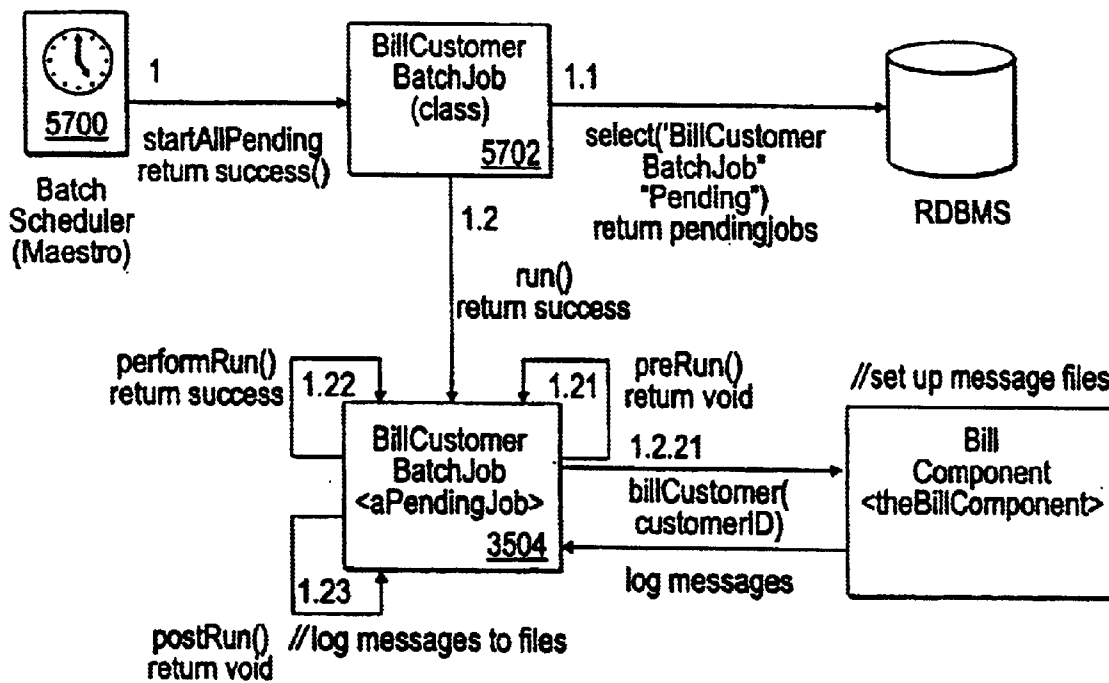 5700
Batch
Scheduler
(Maestro)
1
startAllPending
return success()
BillCustomer
BatchJob
(class)
5702
1.1
select('BillCustomer
BatchJob"
"Pending")
return pendingjobs
RDBMS
1.2
run()
return success
performRun()
return success
1.22
1.21
preRun()
return void
//set up message files
BillCustomer
BatchJob
<aPendingJob>
3504
1.2.21
billCustomer(
customerID)
log messages
Bill
Component
<theBillComponent>
1.23
postRun() //log messages to files
return void